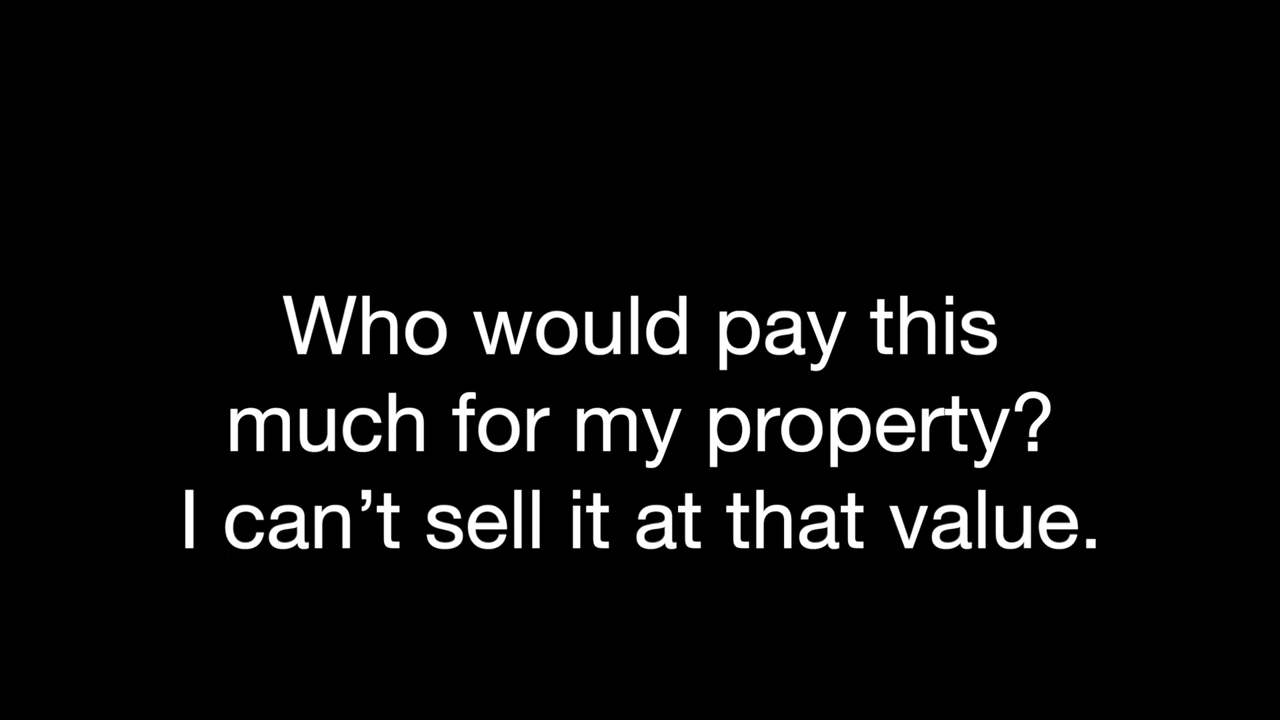 Who would pay this
much for my property?
I can’t sell it at that value.